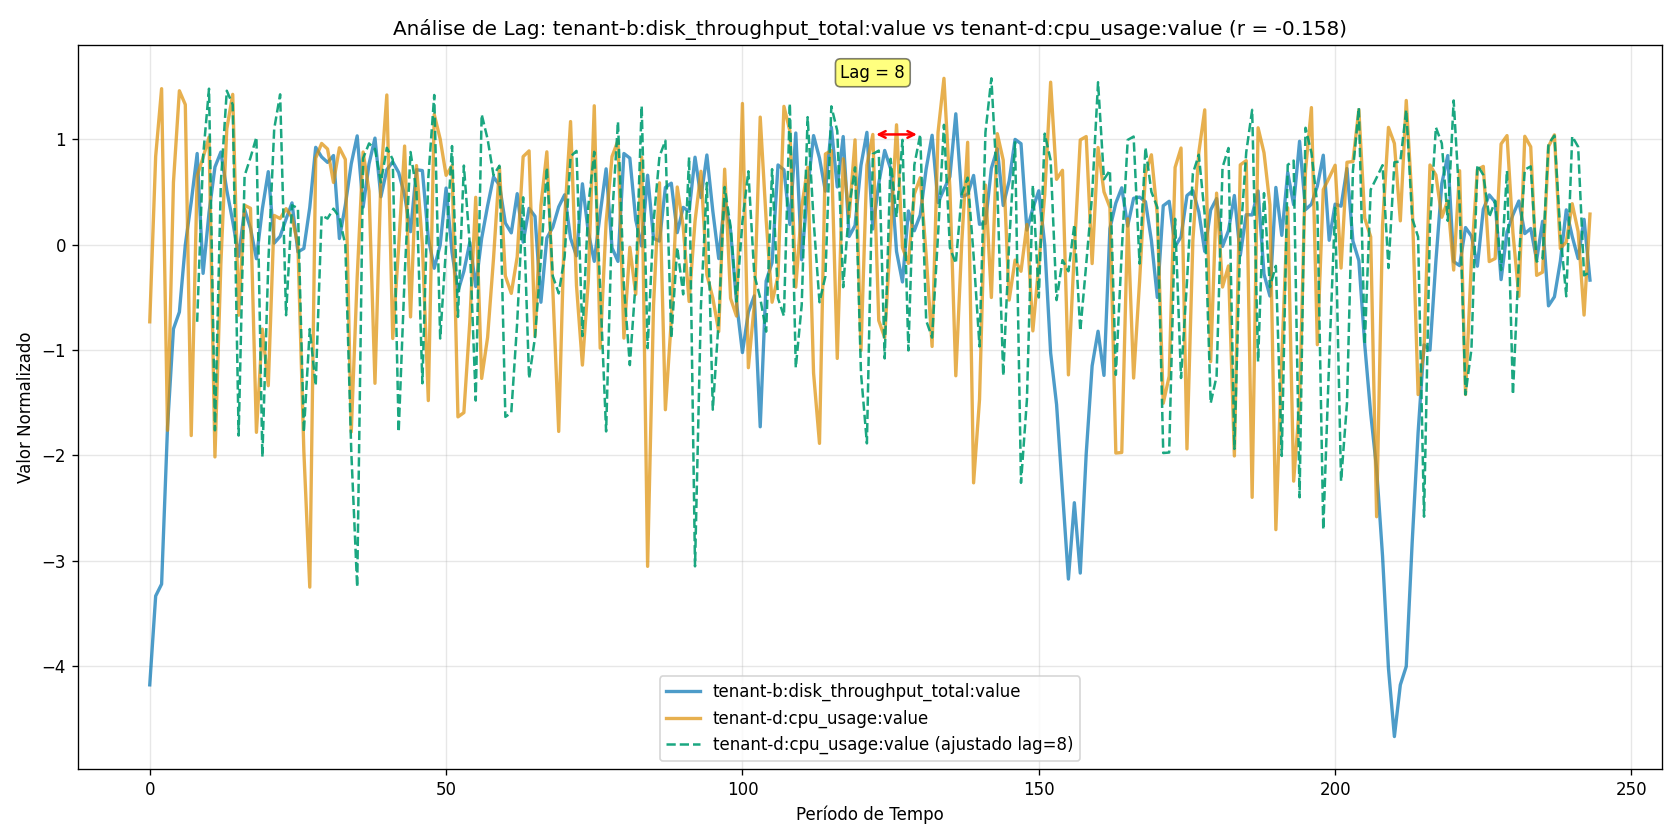 Análise de Lag: tenant-b:disk_throughput_total:value vs tenant-d:cpu_usage:value (r = -0.158)
Lag = 8
Valor Normalizado
1
0
−1
−2
−3
−4
tenant-b:disk_throughput_total:value
tenant-d:cpu_usage:value
tenant-d:cpu_usage:value (ajustado lag=8)
0
50
100
150
200
250
Período de Tempo